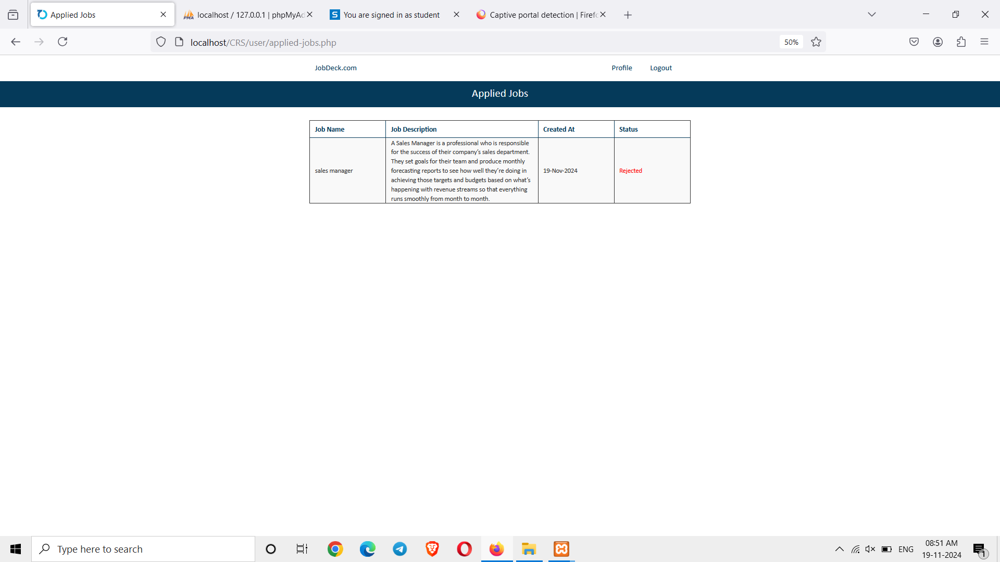 Applied Jobs
localhost / 127.0.0.1 | phpMyAd
You are signed in as student
Captive portal detection | Firefo
localhost/CRS/user/applied-jobs.php
50%
JobDeck.com
Profile
Logout
Applied Jobs
Job Name
Job Description
Created At
Status
sales manager
A Sales Manager is a professional who is responsible
for the success of their company’s sales department.
They set goals for their team and produce monthly
forecasting reports to see how well they’re doing in
achieving those targets and budgets based on what’s
happening with revenue streams so that everything
runs smoothly from month to month.
19-Nov-2024
Rejected
Type here to search
ENG
08:51 AM
19-11-2024
1